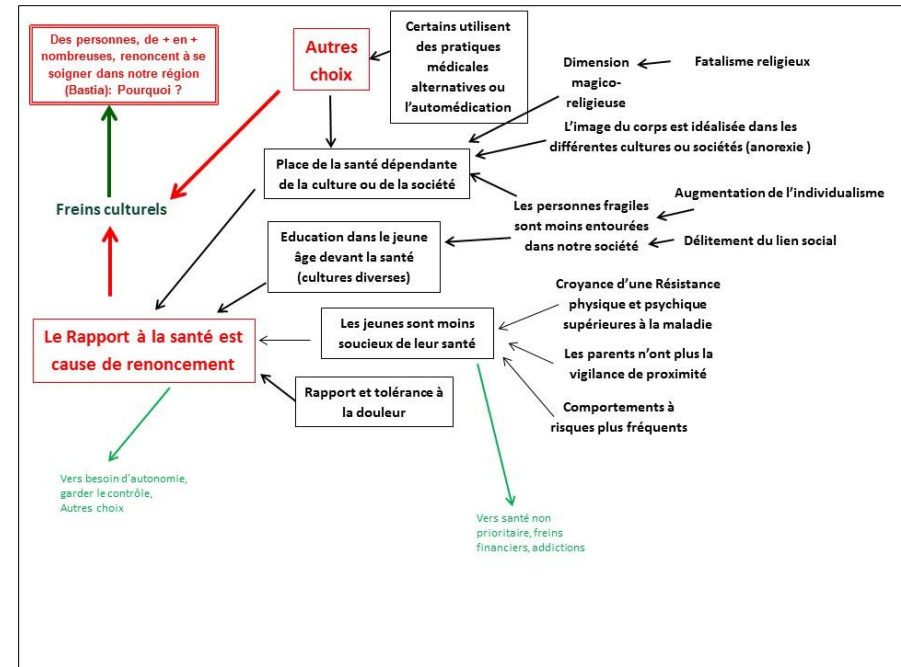 Des personnes, de + en +
nombreuses, renoncent à se
soigner dans notre région
(Bastia): Pourquoi ?
Autres
choix
Certains utilisent
des pratiques
médicales
alternatives ou
l’automédication
Dimension
magico-
religieuse
Fatalisme religieux
L’image du corps est idéalisée dans les
différentes cultures ou sociétés (anorexie )
Place de la santé dépendante
de la culture ou de la société
Freins culturels
Augmentation de l’individualisme
Les personnes fragiles
sont moins entourées
dans notre société
Délitement du lien social
Education dans le jeune
âge devant la santé
(cultures diverses)
Croyance d’une Résistance
physique et psychique
supérieures à la maladie
Le Rapport à la santé est
cause de renoncement
Les jeunes sont moins
soucieux de leur santé
Les parents n’ont plus la
vigilance de proximité
Rapport et tolérance à
la douleur
Comportements à
risques plus fréquents
Vers besoin d’autonomie,
garder le contrôle,
Autres choix
Vers santé non
prioritaire, freins
financiers, addictions